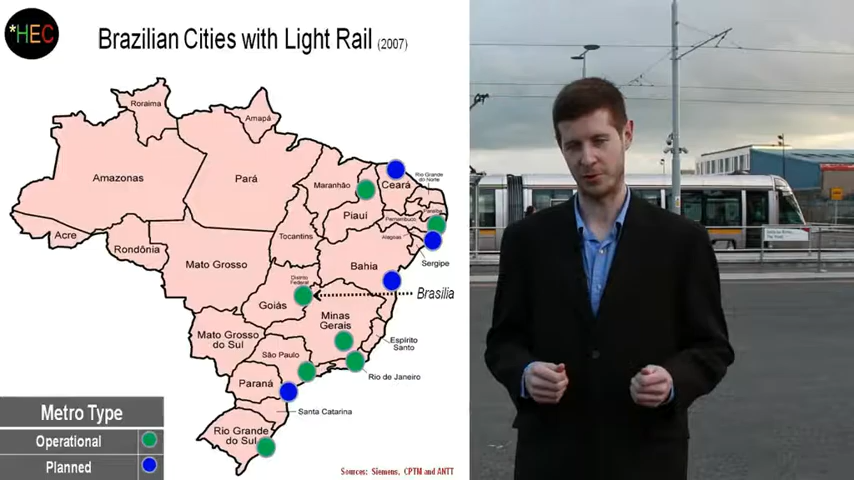 *HEC
Brazilian Cities with Light Rail (2007)
Roraima
Amapá
Amazonas
Pará
Maranhão
Ceará
Rio Grande
do Norte
Paraíba
Piauí
Pernambuco
Alagoas
Acre
Tocantins
Rondônia
Sergipe
Mato Grosso
Bahia
Distrito
Federal
Goiás
Brasilia
Minas
Gerais
Mato Grosso
do Sul
Espírito
Santo
São Paulo
Rio de Janeiro
Paraná
Santa Catarina
Rio Grande
do Sul
Metro Type
Operational
Planned
Sources: Siemens, CPTM and ANTT